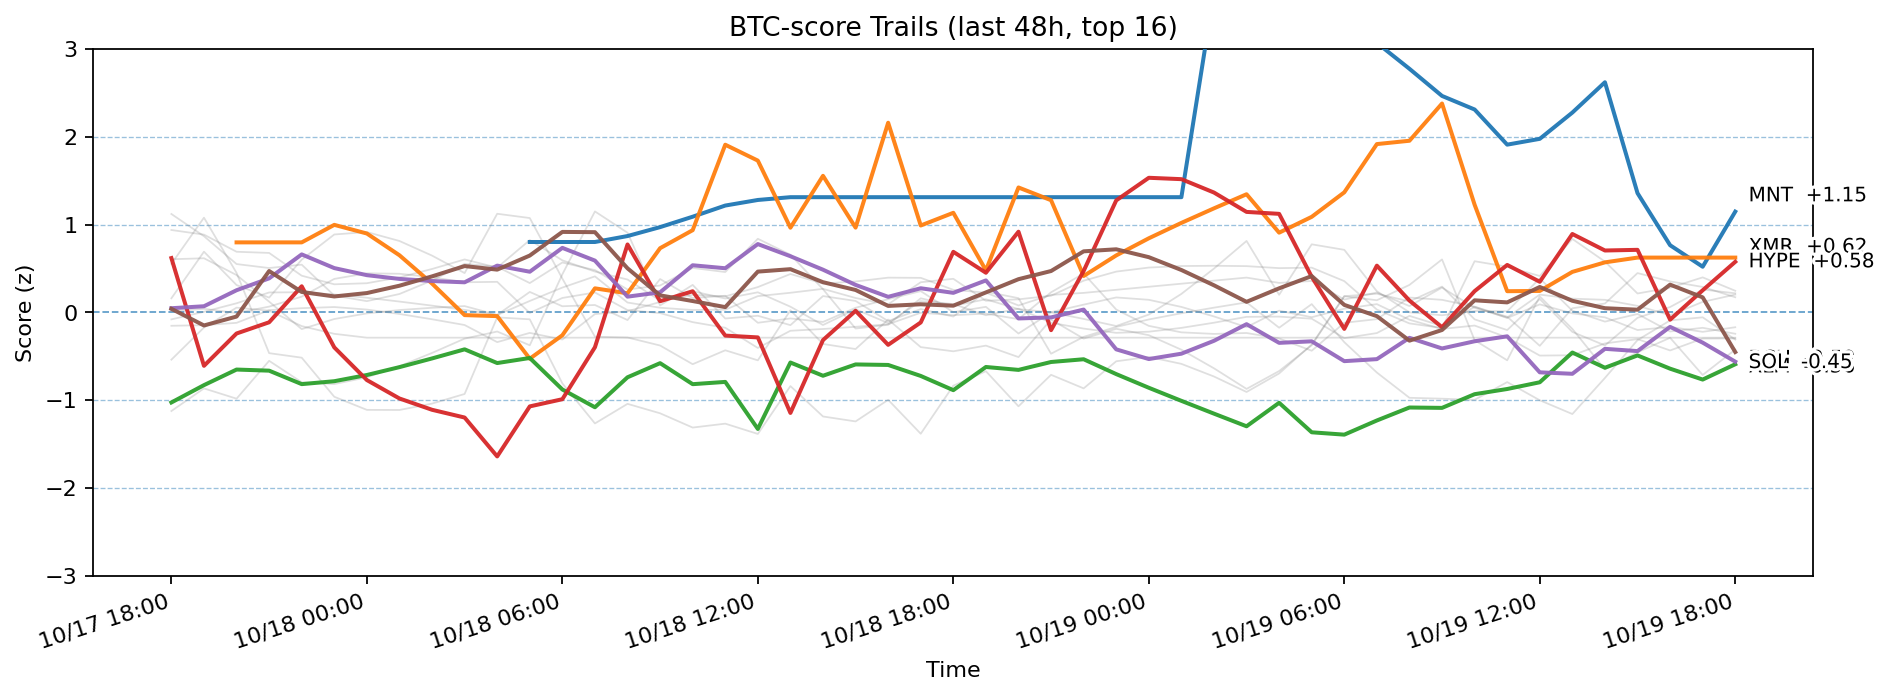 BTC-score Trails (last 48h, top 16)
Score (z)
3
2
1
0
−1
−2
−3
MNT +1.15
XMR +0.62
HYPE +0.58
SOL -0.45
10/17 18:00
10/18 00:00
10/18 06:00
10/18 12:00
10/18 18:00
10/19 00:00
10/19 06:00
10/19 12:00
10/19 18:00
Time